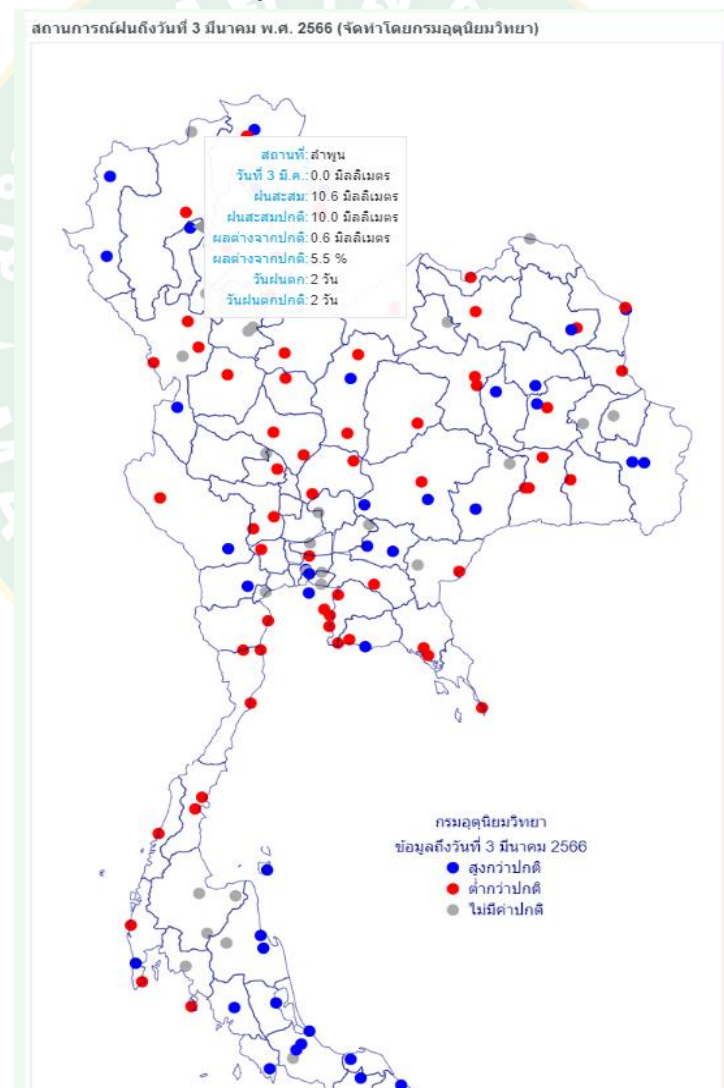 สถานการณ์ฝนถึงวันที่ 3 มีนาคม พ.ศ. 2566 (จัดทำโดยกรมอุตุนิยมวิทยา)
สถานที่: ลำพูน
วันที่ 3 มี.ค.: 0.0 มิลลิเมตร
ฝนสะสม: 10.6 มิลลิเมตร
ฝนสะสมปกติ: 10.0 มิลลิเมตร
ผลต่างจากปกติ: 0.6 มิลลิเมตร
ผลต่างจากปกติ: 5.5 %
วันฝนตก: 2 วัน
วันฝนตกปกติ: 2 วัน
กรมอุตุนิยมวิทยา
ข้อมูลถึงวันที่ 3 มีนาคม 2566
สูงกว่าปกติ
ต่ำกว่าปกติ
ไม่มีค่าปกติ